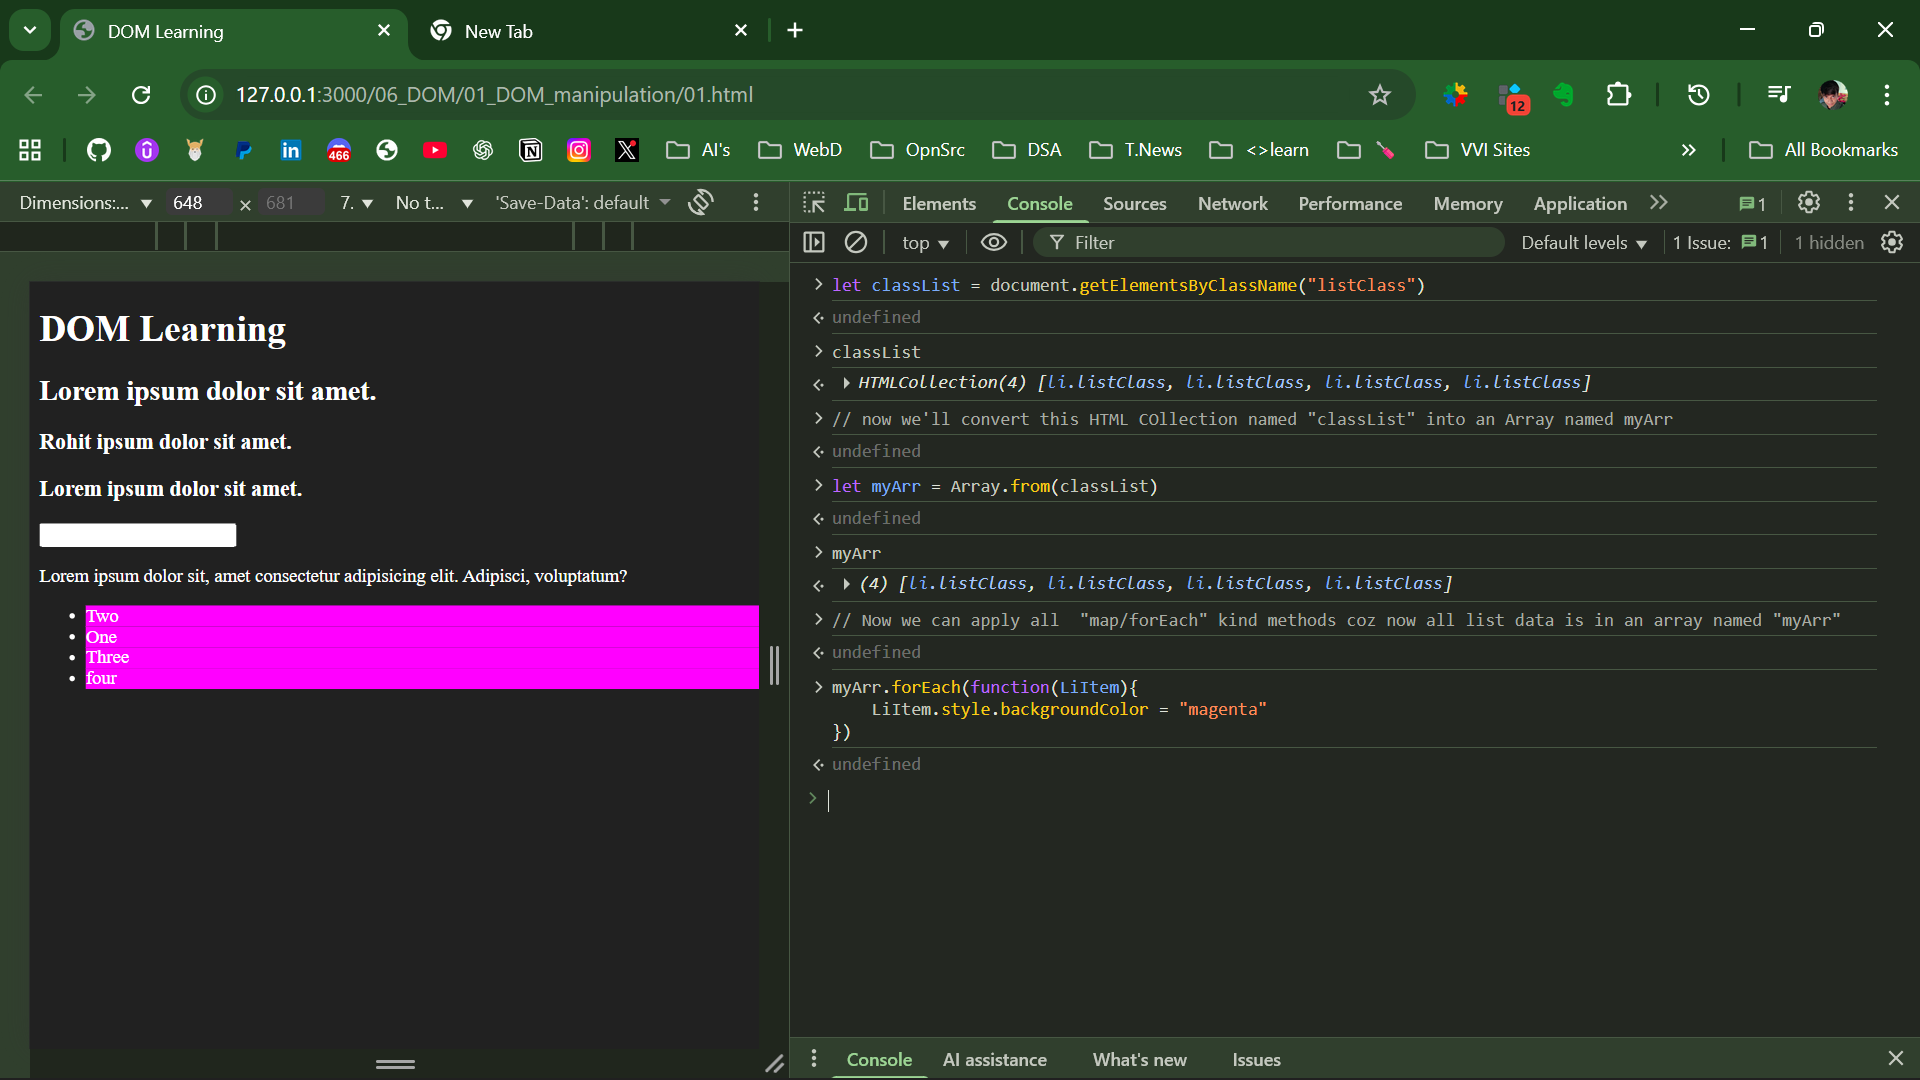 DOM Learning
New Tab
127.0.0.1:3000/06_DOM/01_DOM_manipulation/01.html
12
466
AI's
WebD
OpnSrc
DSA
T.News
<>learn
VVI Sites
All Bookmarks
Dimensions:... 648 × 681 7. No t... 'Save-Data': default
Elements Console Sources Network Performance Memory Application 1
top Filter Default levels 1 Issue: 1 1 hidden
DOM Learning
Lorem ipsum dolor sit amet.
Rohit ipsum dolor sit amet.
Lorem ipsum dolor sit amet.
Lorem ipsum dolor sit, amet consectetur adipisicing elit. Adipisci, voluptatum?
Two
One
Three
four
let classList = document.getElementsByClassName("listClass")
undefined
classList
HTMLCollection(4) [li.listClass, li.listClass, li.listClass, li.listClass]
// now we'll convert this HTML COllection named "classList" into an Array named myArr
undefined
let myArr = Array.from(classList)
undefined
myArr
(4) [li.listClass, li.listClass, li.listClass, li.listClass]
// Now we can apply all  "map/forEach" kind methods coz now all list data is in an array named "myArr"
undefined
myArr.forEach(function(LiItem){
    LiItem.style.backgroundColor = "magenta"
})
undefined
Console AI assistance What's new Issues